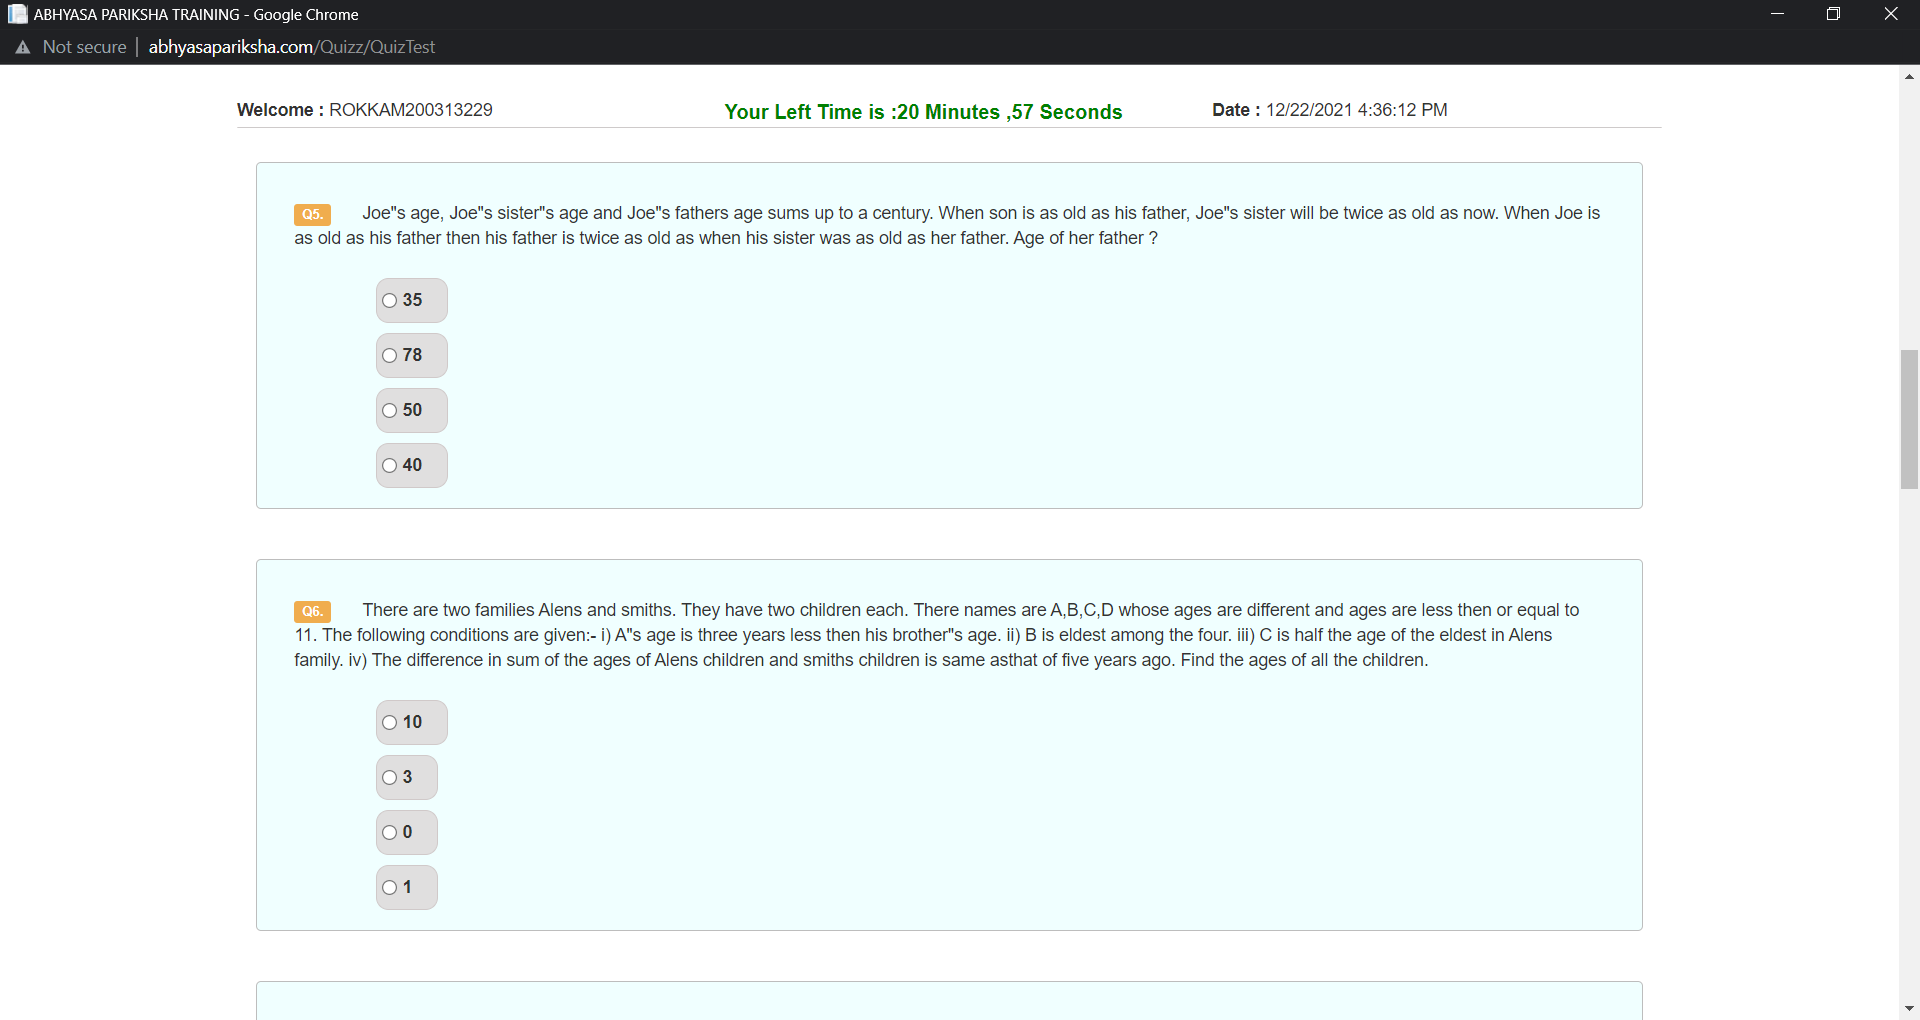 ABHYASA PARIKSHA TRAINING - Google Chrome
Not secure | abhyasapariksha.com/Quizz/QuizTest
Welcome : ROKKAM200313229 Your Left Time is :20 Minutes ,57 Seconds Date : 12/22/2021 4:36:12 PM
Q5. Joe"s age, Joe"s sister"s age and Joe"s fathers age sums up to a century. When son is as old as his father, Joe"s sister will be twice as old as now. When Joe is
as old as his father then his father is twice as old as when his sister was as old as her father. Age of her father ?
35
78
50
40
Q6. There are two families Alens and smiths. They have two children each. There names are A,B,C,D whose ages are different and ages are less then or equal to
11. The following conditions are given:- i) A"s age is three years less then his brother"s age. ii) B is eldest among the four. iii) C is half the age of the eldest in Alens
family. iv) The difference in sum of the ages of Alens children and smiths children is same asthat of five years ago. Find the ages of all the children.
10
3
0
1